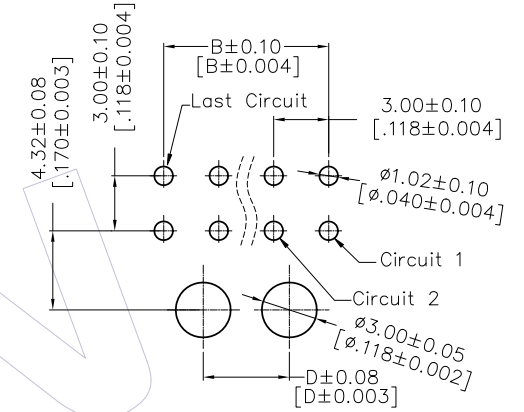 B±0.10
[B±0.004]
Last Circuit
3.00±0.10
[.118±0.004]
4.32±0.08
[.170±0.003]
3.00±0.10
[.118±0.004]
ø1.02±0.10
[ø.040±0.004]
Circuit 1
Circuit 2
ø3.00±0.05
[ø.118±0.002]
D±0.08
[D±0.003]